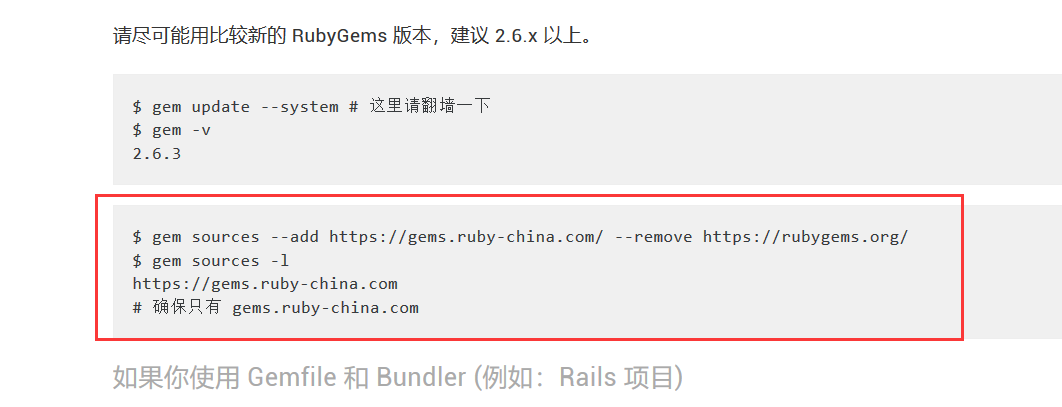 请尽可能用比较新的 RubyGems 版本，建议 2.6.x 以上。
$ gem update --system # 这里请翻墙一下
$ gem -v
2.6.3
$ gem sources --add https://gems.ruby-china.com/ --remove https://rubygems.org/
$ gem sources -l
https://gems.ruby-china.com
# 确保只有 gems.ruby-china.com
如果你使用 Gemfile 和 Bundler (例如：Rails 项目)